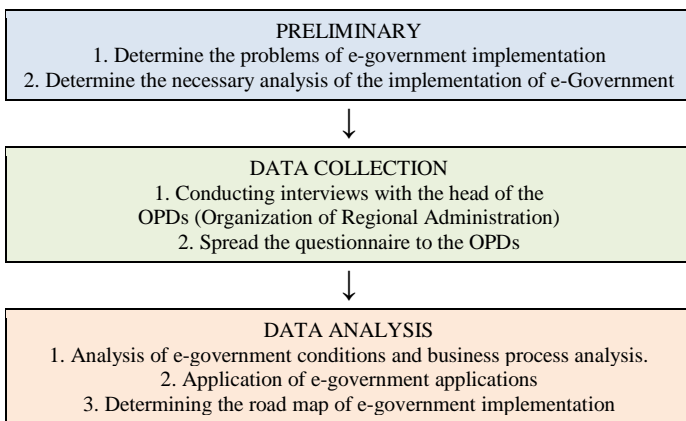 PRELIMINARY
1. Determine the problems of e-government implementation
2. Determine the necessary analysis of the implementation of e-Government
DATA COLLECTION
1. Conducting interviews with the head of the
OPDs (Organization of Regional Administration)
2. Spread the questionnaire to the OPDs
DATA ANALYSIS
1. Analysis of e-government conditions and business process analysis.
2. Application of e-government applications
3. Determining the road map of e-government implementation